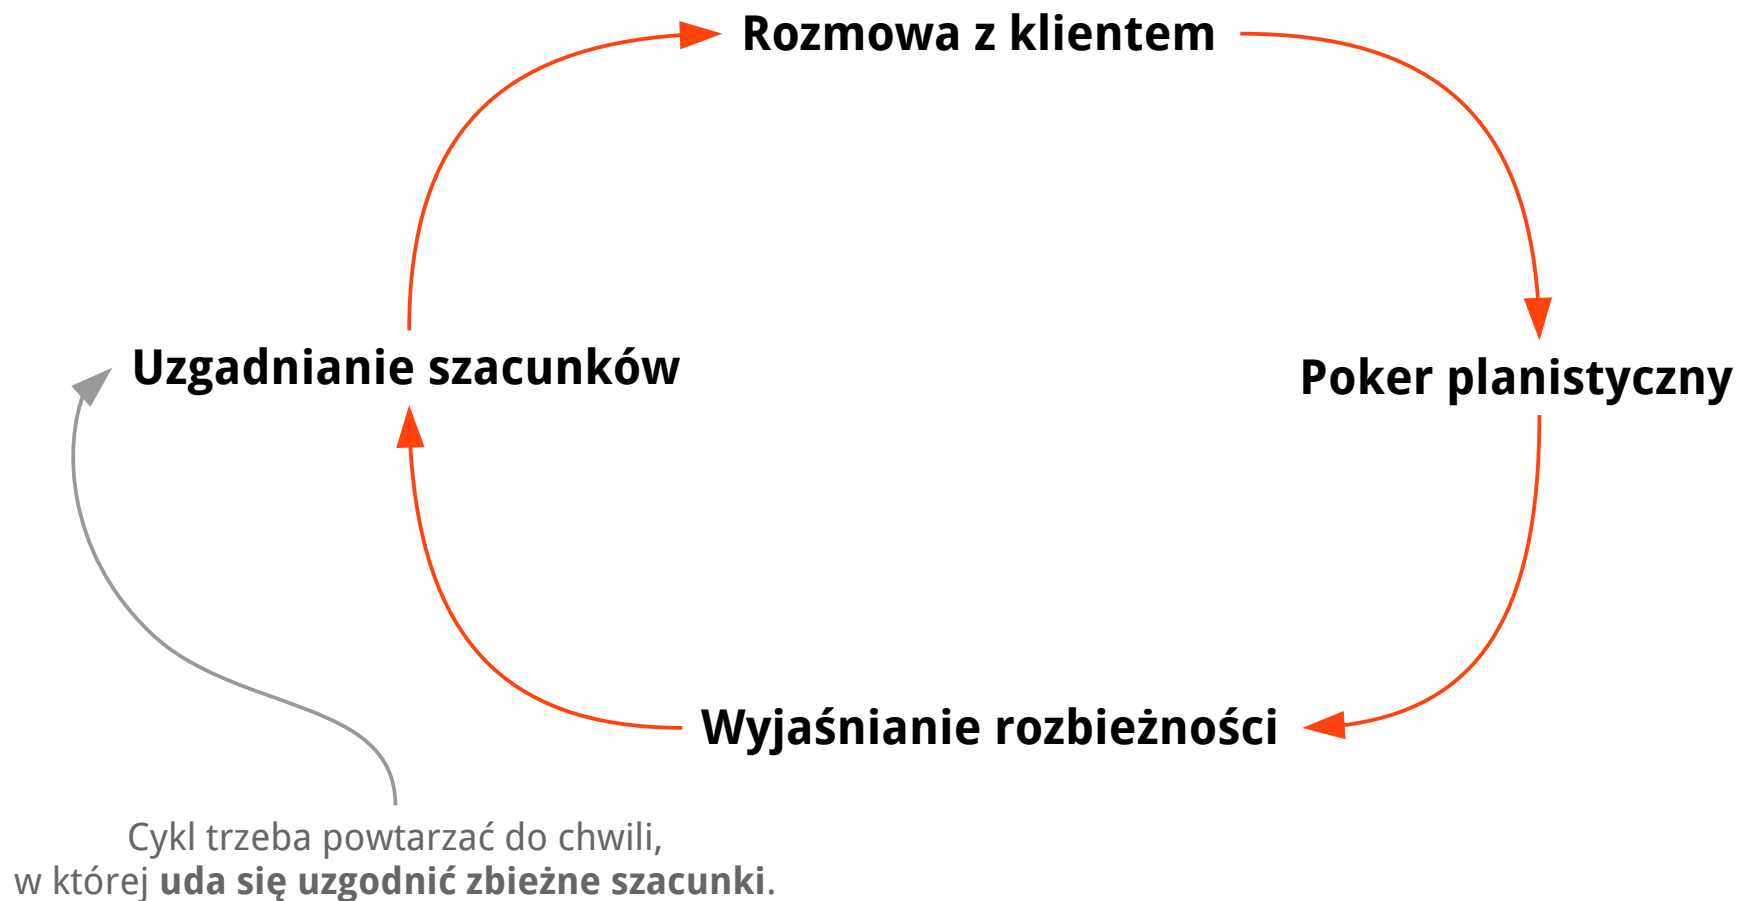 Rozmowa z klientem
Uzgadnianie szacunków
Poker planistyczny
Wyjaśnianie rozbieżności
Cykl trzeba powtarzać do chwili,
w której uda się uzgodnić zbieżne szacunki.